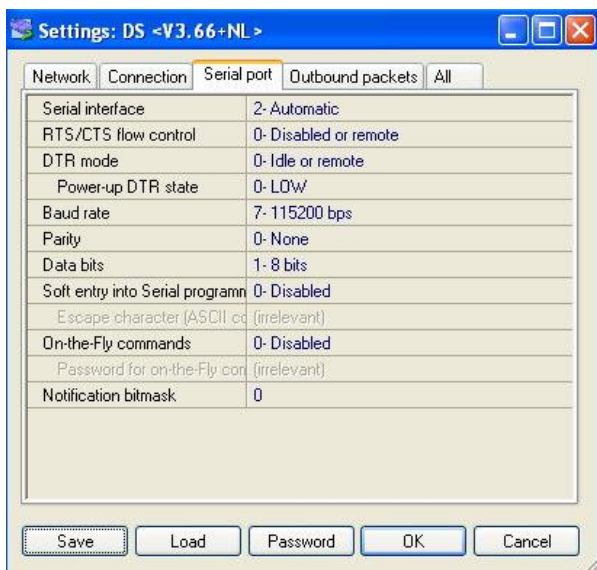 Settings: DS <V3.66+NL>
Network Connection Serial port Outbound packets All
Serial interface 2- Automatic
RTS/CTS flow control 0- Disabled or remote
DTR mode 0- Idle or remote
Power-up DTR state 0- LOW
Baud rate 7- 115200 bps
Parity 0- None
Data bits 1- 8 bits
Soft entry into Serial programm 0- Disabled
Escape character (ASCII co (irrelevant)
On-the-Fly commands 0- Disabled
Password for on-the-Fly con (irrelevant)
Notification bitmask 0
Save Load Password OK Cancel